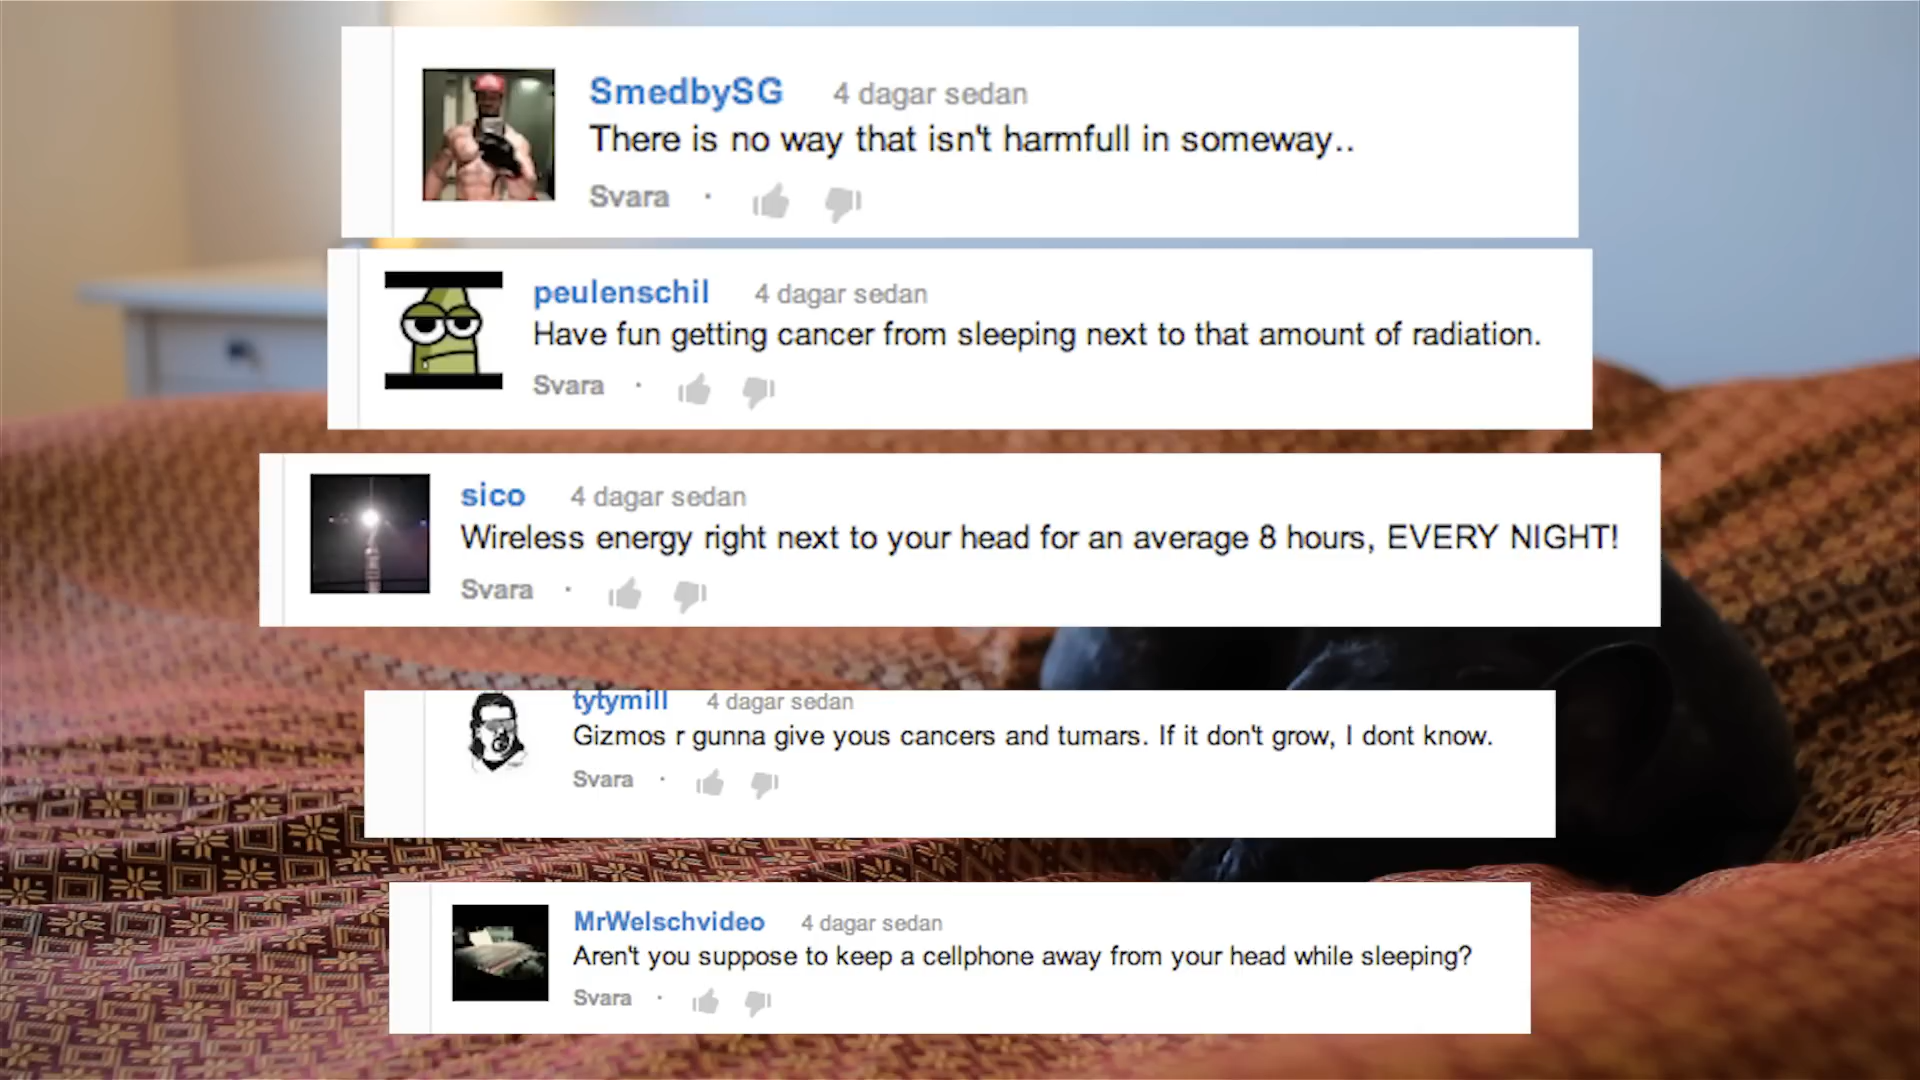 SmedbySG 4 dagar sedan
There is no way that isn't harmfull in someway..
Svara ·
peulenschil 4 dagar sedan
Have fun getting cancer from sleeping next to that amount of radiation.
Svara ·
sico 4 dagar sedan
Wireless energy right next to your head for an average 8 hours, EVERY NIGHT!
Svara ·
tytymill 4 dagar sedan
Gizmos r gunna give yous cancers and tumars. If it don't grow, I dont know.
Svara ·
MrWelschvideo 4 dagar sedan
Aren't you suppose to keep a cellphone away from your head while sleeping?
Svara ·